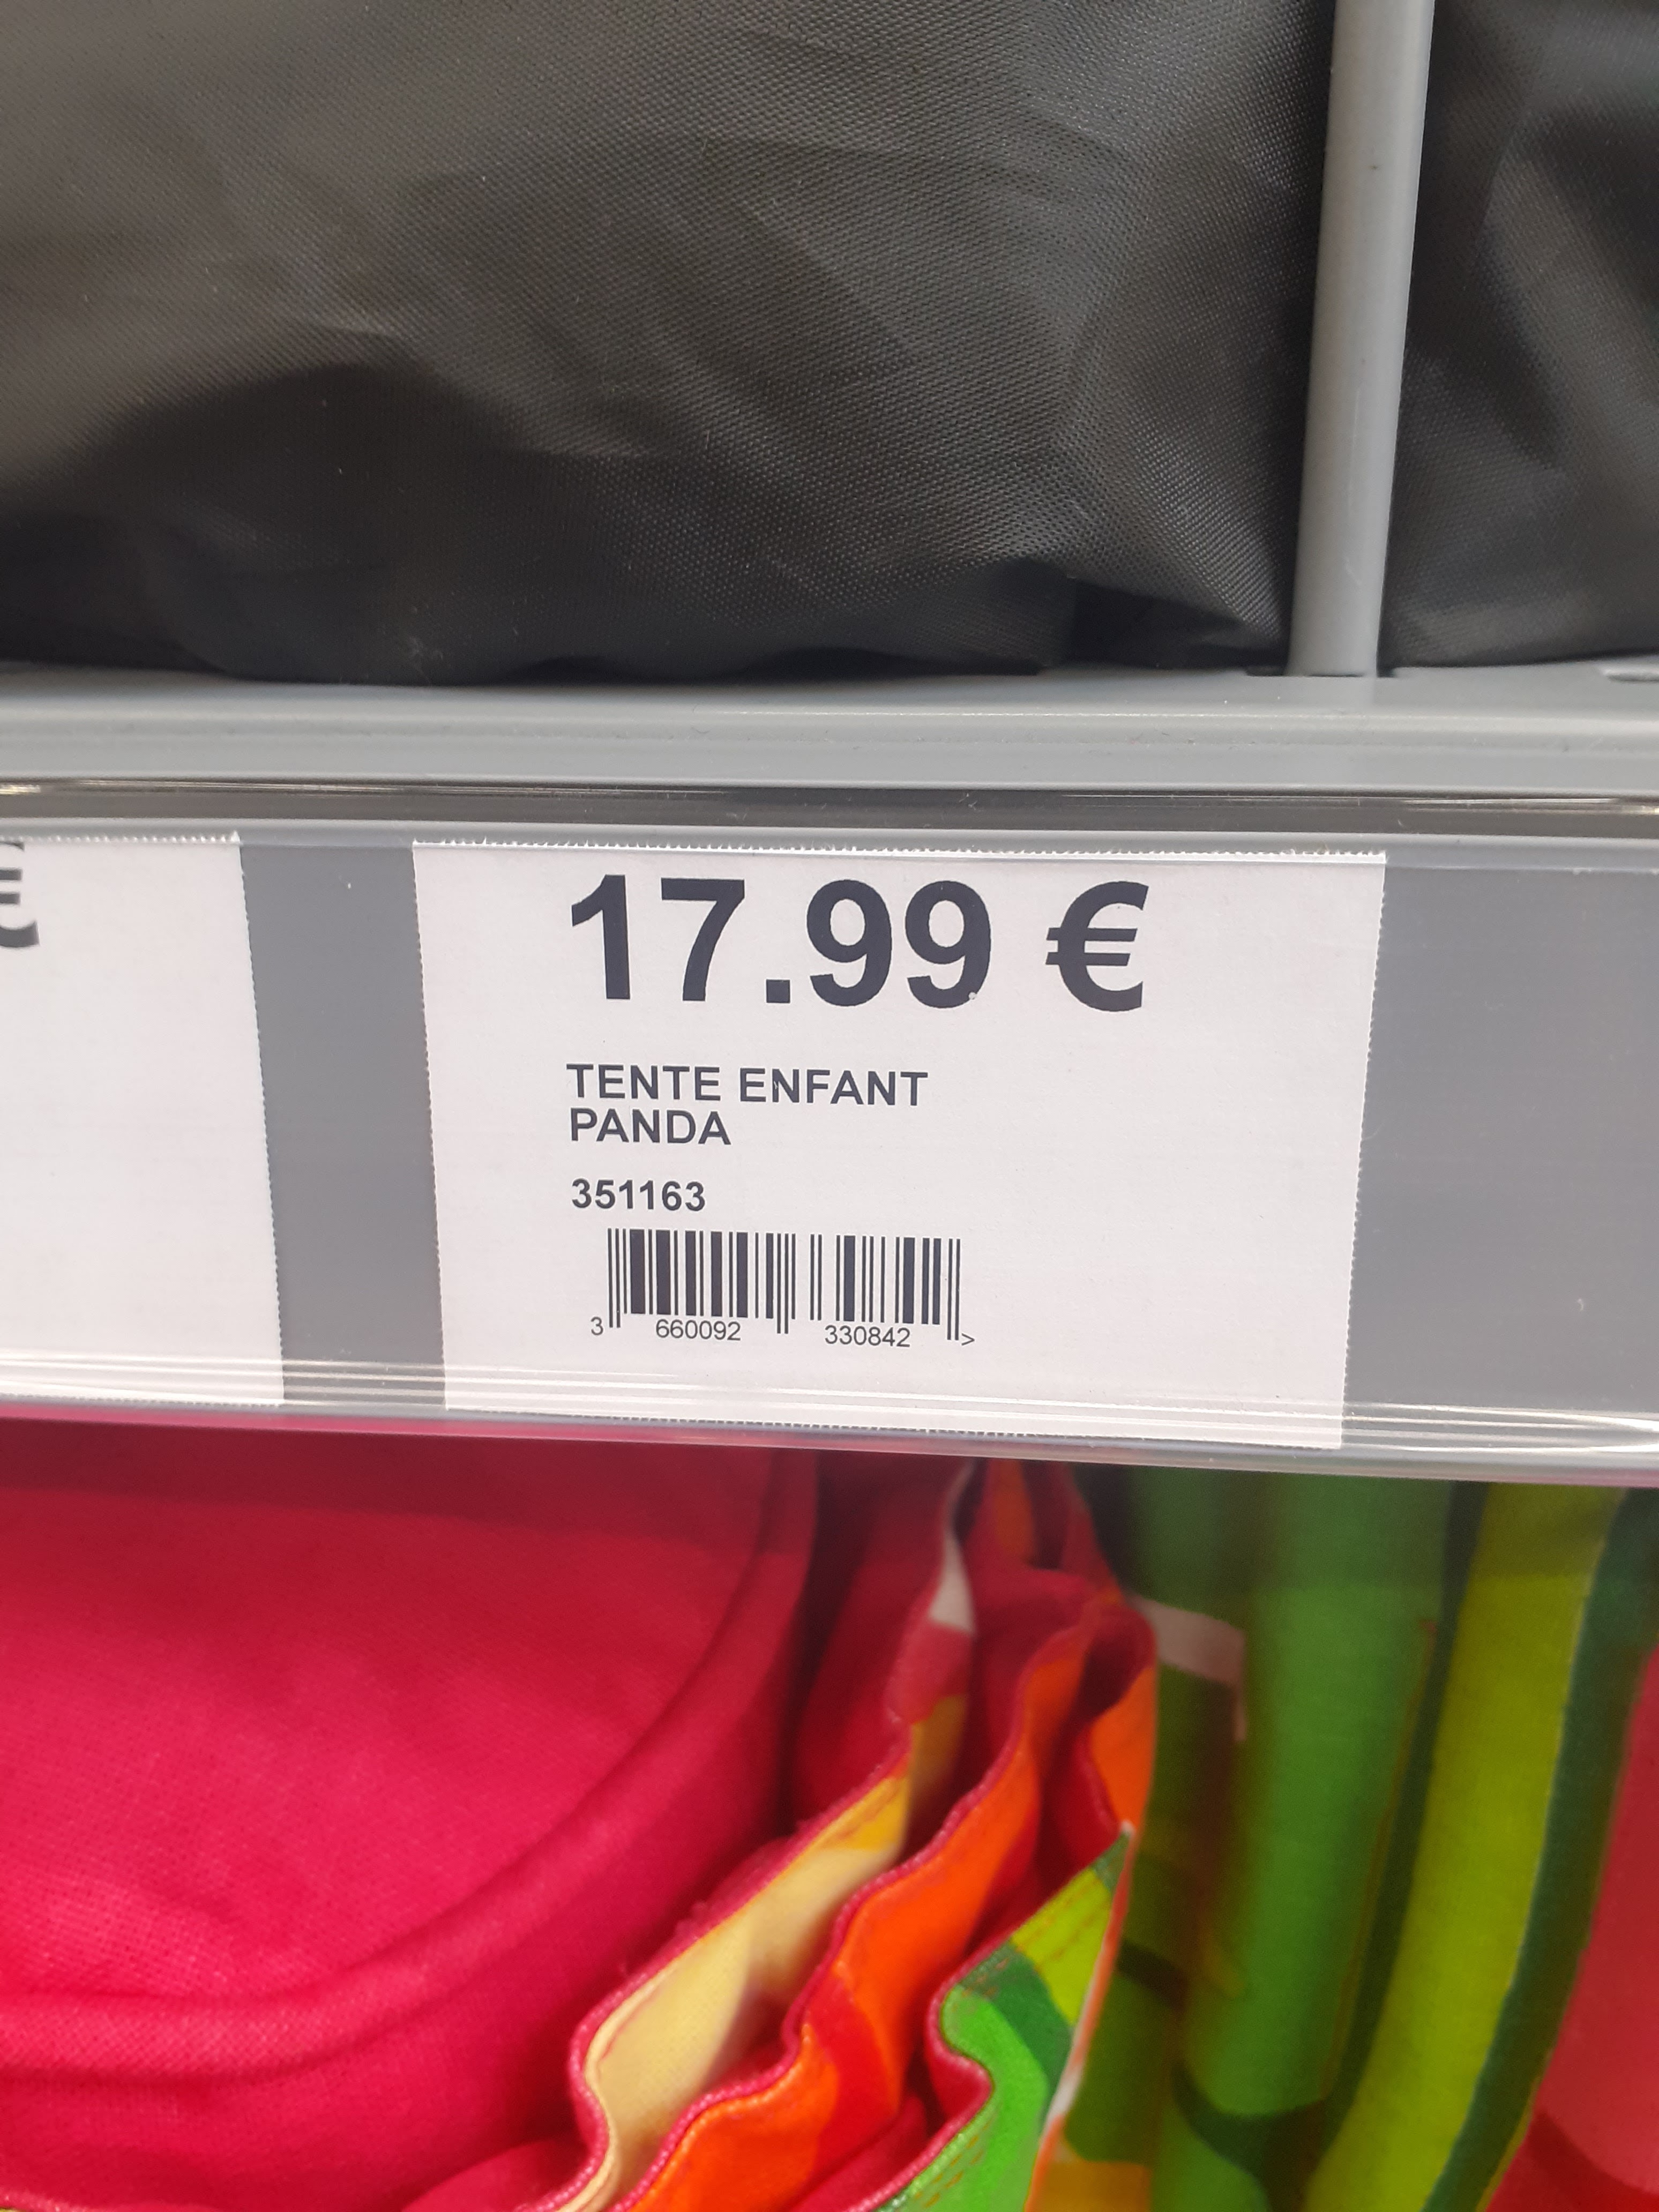 €
17.99 €
TENTE ENFANT
PANDA
351163
3 660092 330842 >